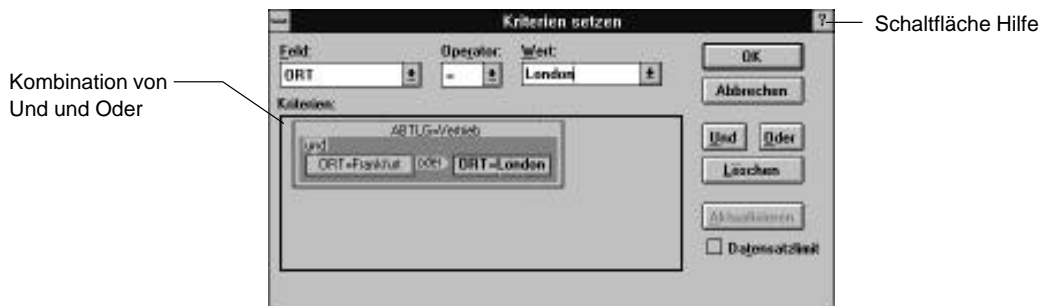 Kriterien setzen
?
Schaltfläche Hilfe
Feld:
Operator:
Wert:
OK
ORT
=
London
Abbrechen
Kombination von
Und und Oder
Kriterien:
ABTLG=Vertrieb
und
ORT=Frankfurt oder ORT=London
Und
Oder
Löschen
Aktualisieren
Datensatzlimit